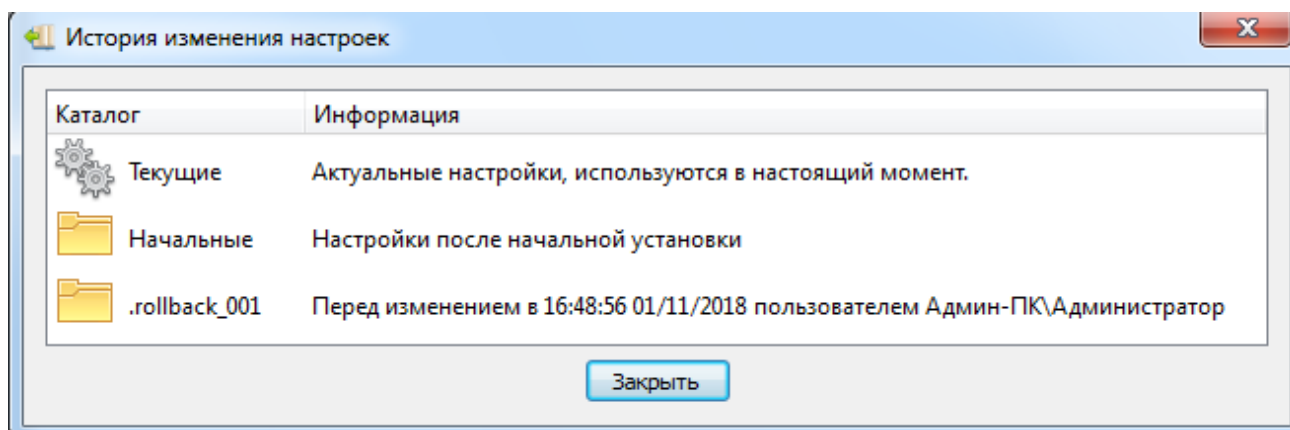 История изменения настроек
Каталог Информация
Текущие Актуальные настройки, используются в настоящий момент.
Начальные Настройки после начальной установки
.rollback_001 Перед изменением в 16:48:56 01/11/2018 пользователем Админ-ПК\Администратор
Закрыть